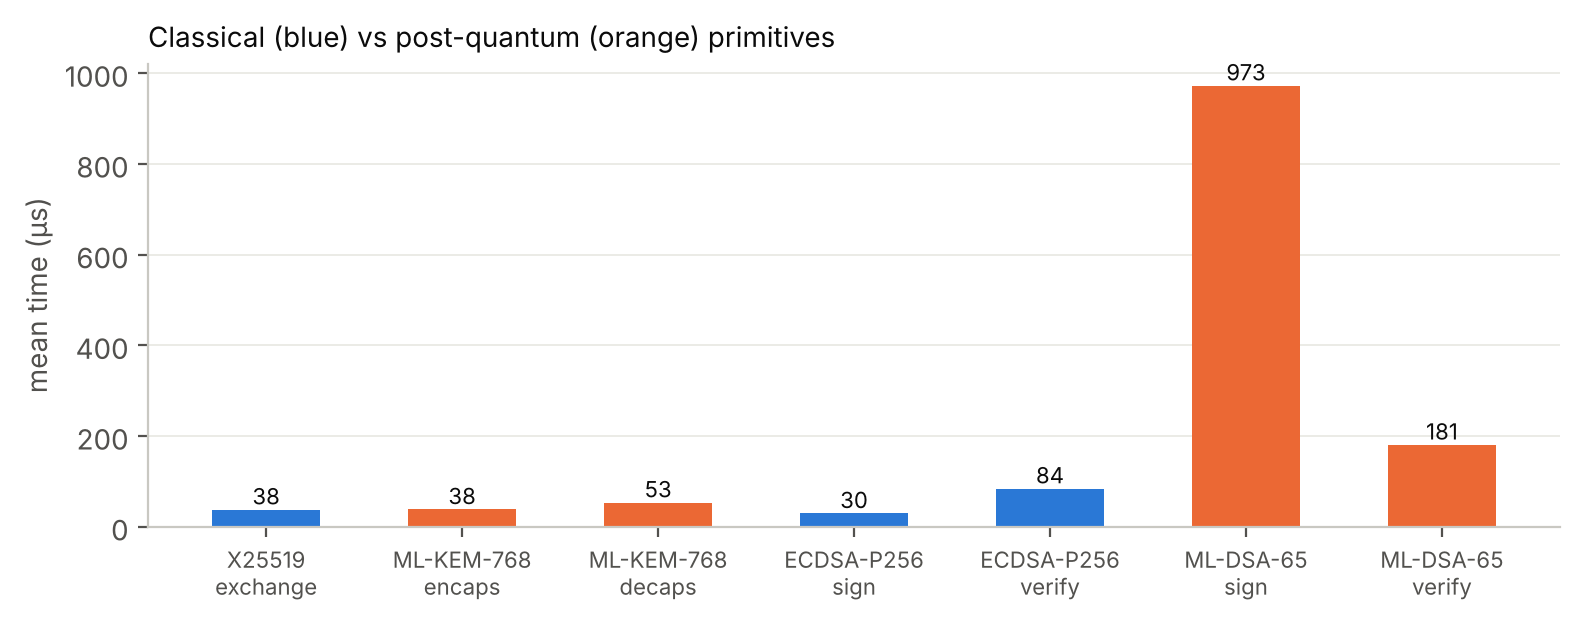 Classical (blue) vs post-quantum (orange) primitives
mean time (µs)
1000
800
600
400
200
0
38
38
53
30
84
973
181
X25519
exchange
ML-KEM-768
encaps
ML-KEM-768
decaps
ECDSA-P256
sign
ECDSA-P256
verify
ML-DSA-65
sign
ML-DSA-65
verify